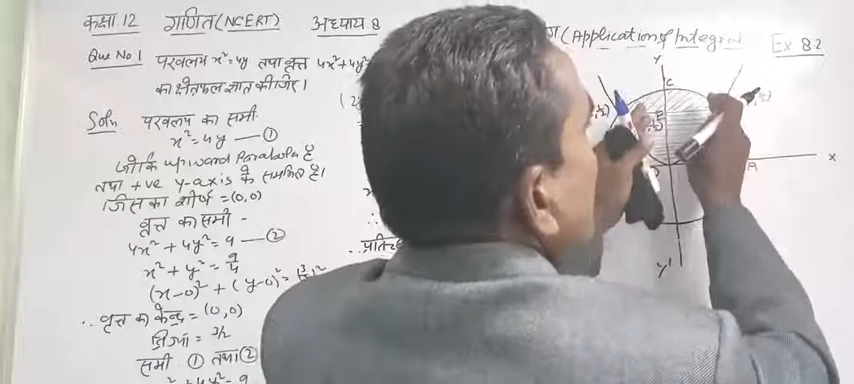 कक्षा 12 गणित (NCERT) अध्याय 8
(Application of Integral Ex 8.2
Que No 1 परवलय x² = 4y तथा वृत्त 4x² + 4y²
का क्षेत्रफल ज्ञात कीजिए।
Soln परवलय का समी.
x² = 4y — ①
जोकि upward Parabola है
तथा +ve y-axis के सममित है।
जिसका शीर्ष = (0,0)
वृत्त का समी -
4x² + 4y² = 9 — ②
x² + y² = 9/4
(x-0)² + (y-0)² = (3/2)²
∴ वृत्त का केन्द्र = (0,0)
त्रिज्या = 3/2
समी. ① तथा ②
Y
C
X
A
Y'